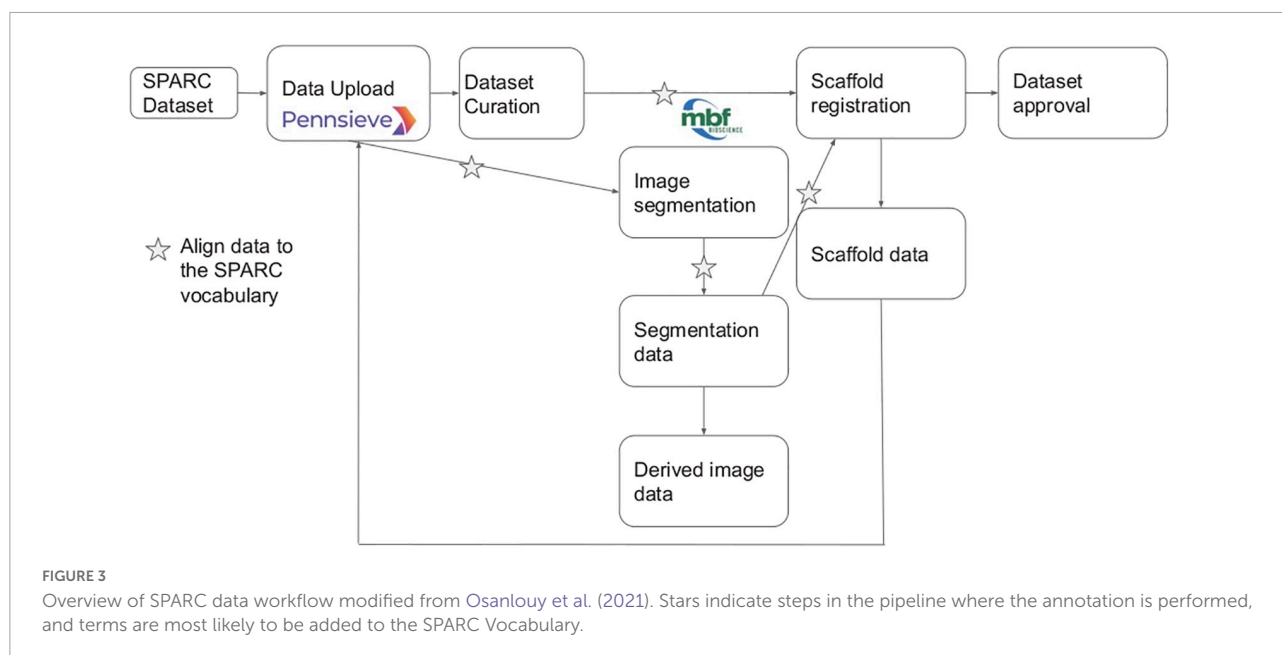 SPARC
Dataset
Data Upload
Pennsieve
Dataset
Curation
mbf
BIOSCIENCE
Scaffold
registration
Dataset
approval
Image
segmentation
Align data to
the SPARC
vocabulary
Scaffold data
Segmentation
data
Derived image
data
FIGURE 3
Overview of SPARC data workflow modified from Osanlouy et al. (2021). Stars indicate steps in the pipeline where the annotation is performed,
and terms are most likely to be added to the SPARC Vocabulary.